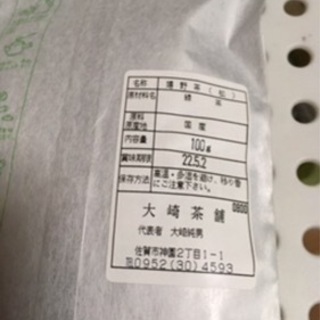 名称 嬉野茶(松)
原材料名 緑茶
原料原産地 国産
内容量 100g
賞味期限 22.5.2
保存方法 高温・多湿を避け、移り香にご注意下さい。
0800
大崎茶舗
代表者 大崎純男
佐賀市神園2丁目1-1
℡0952(30)4593